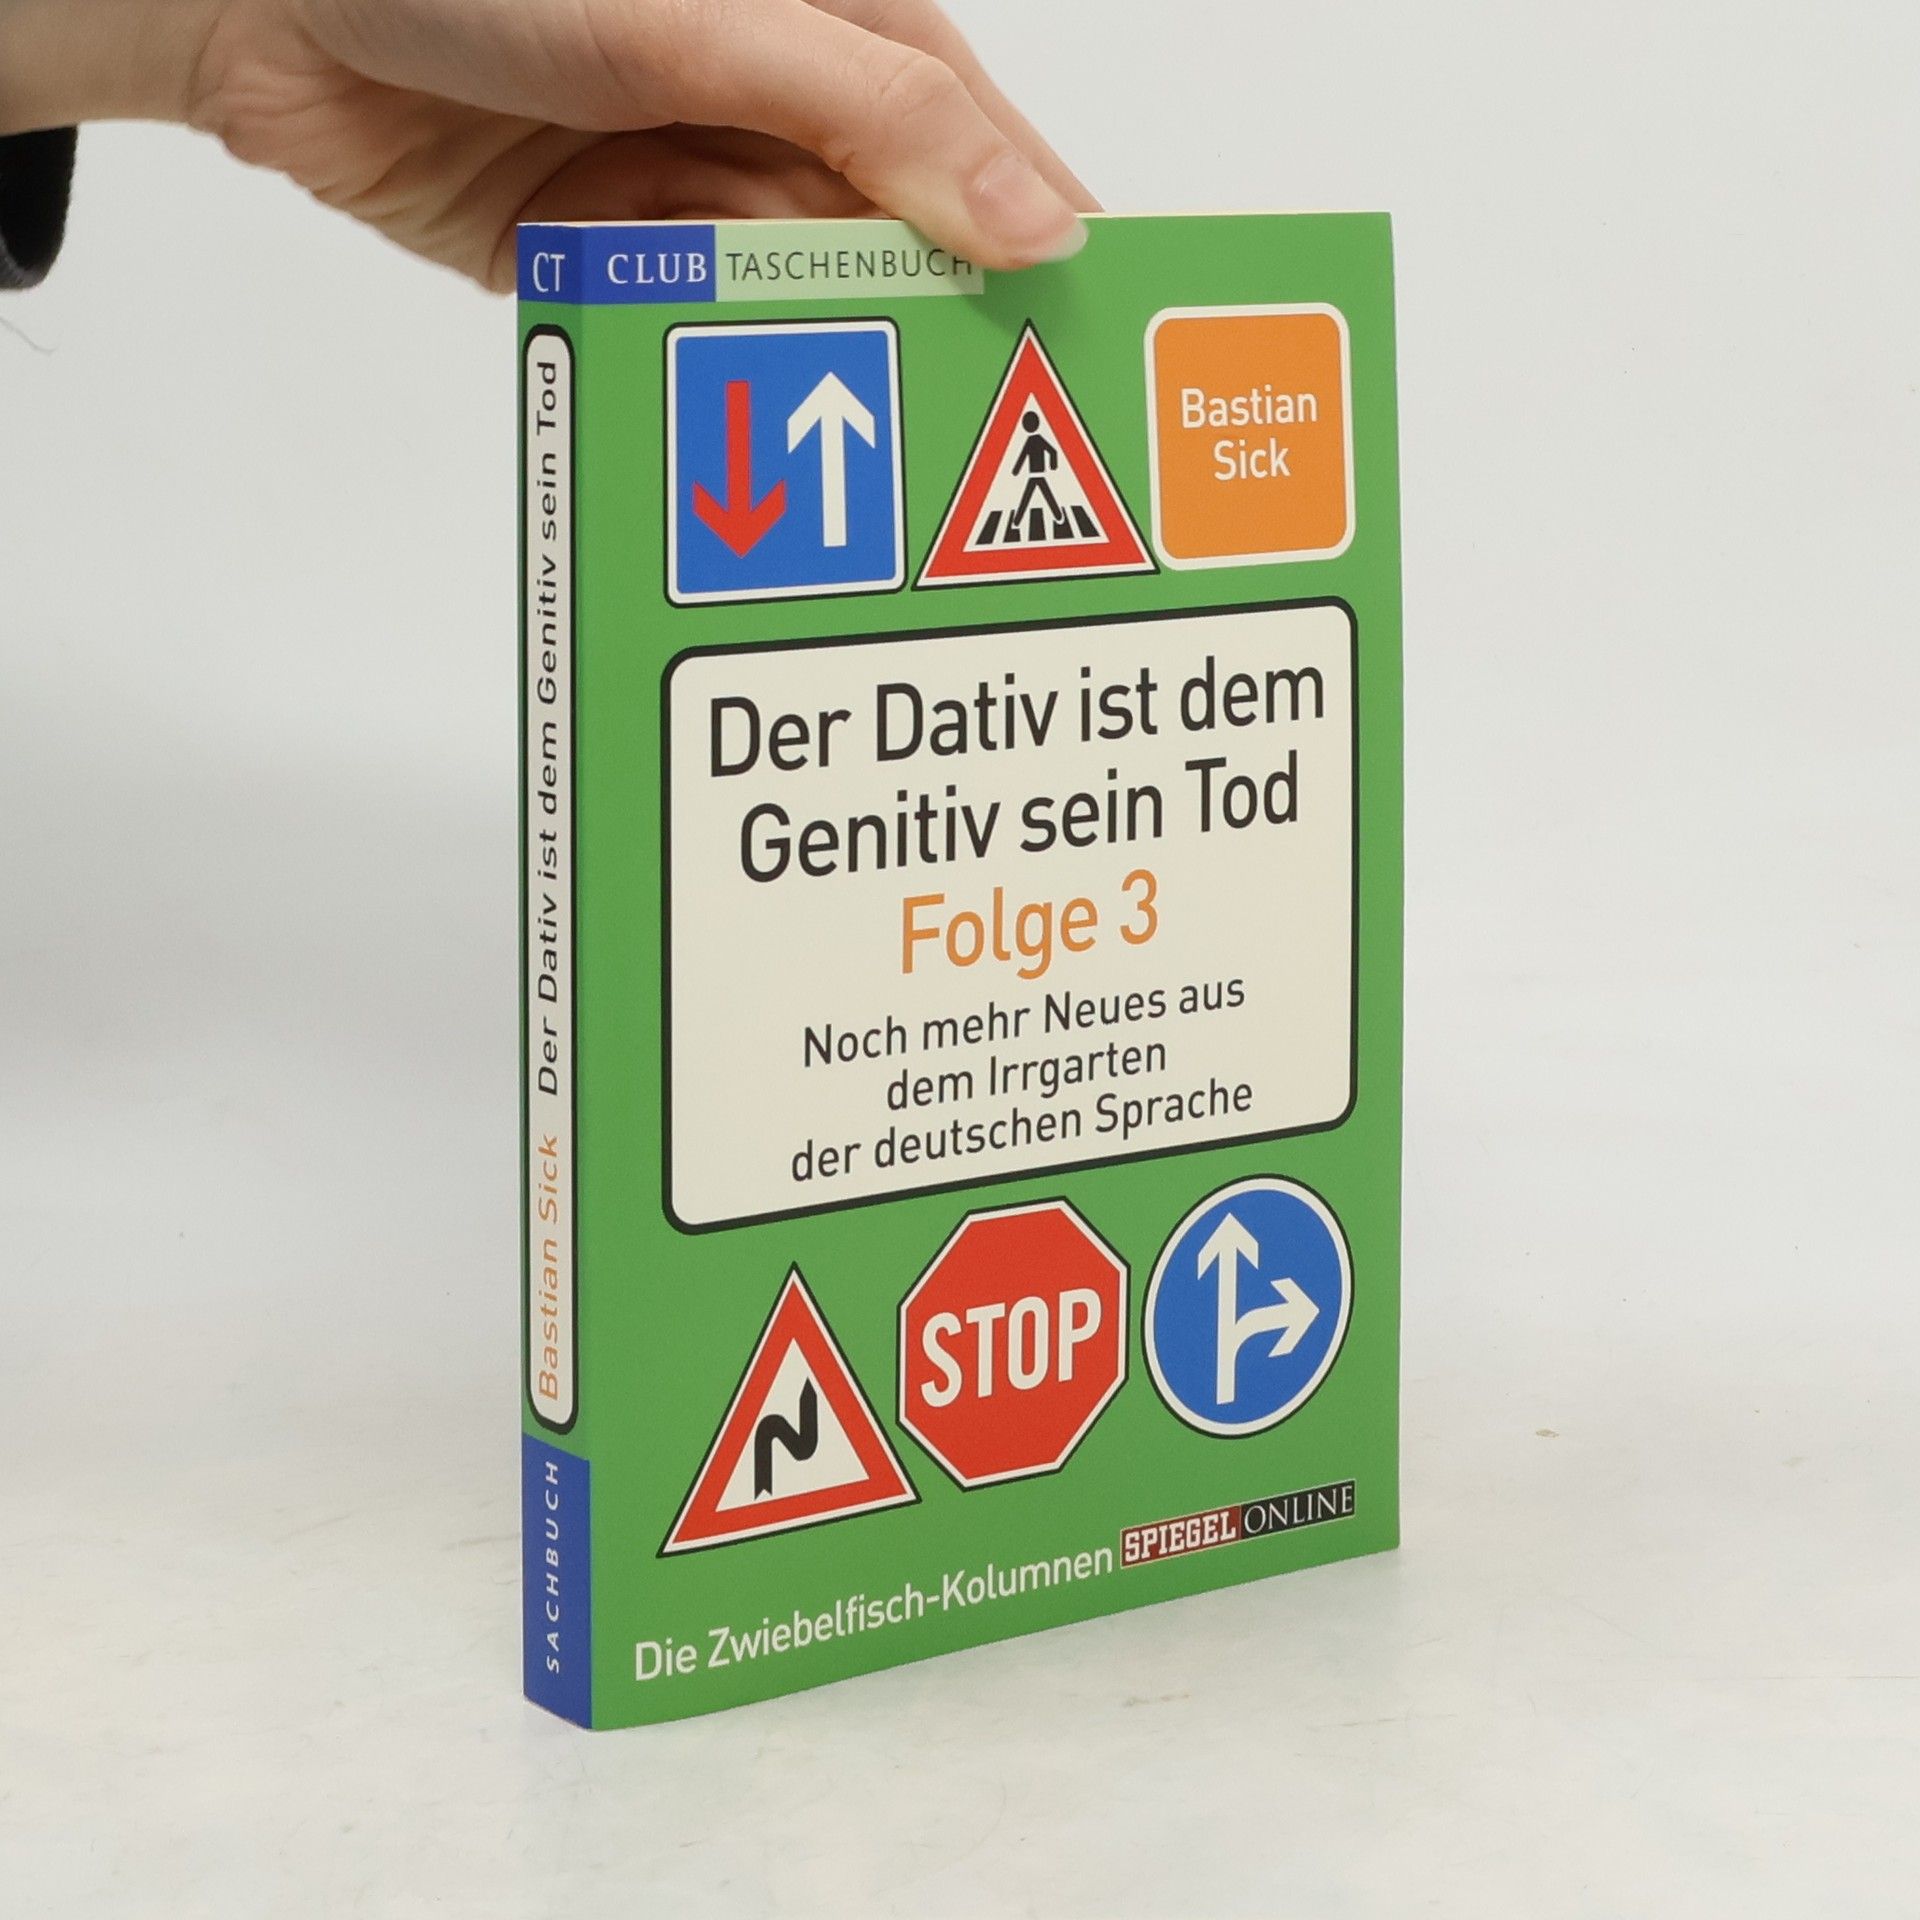 CT
CLUB TASCHENBUCH
Bastian
Sick
Der Dativ ist dem
Genitiv sein Tod
Folge 3
Noch mehr Neues aus
dem Irrgarten
der deutschen Sprache
STOP
Die Zwiebelfisch-Kolumnen SPIEGEL ONLINE
Bastian Sick Der Dativ ist dem Genitiv sein Tod
SACHBUCH